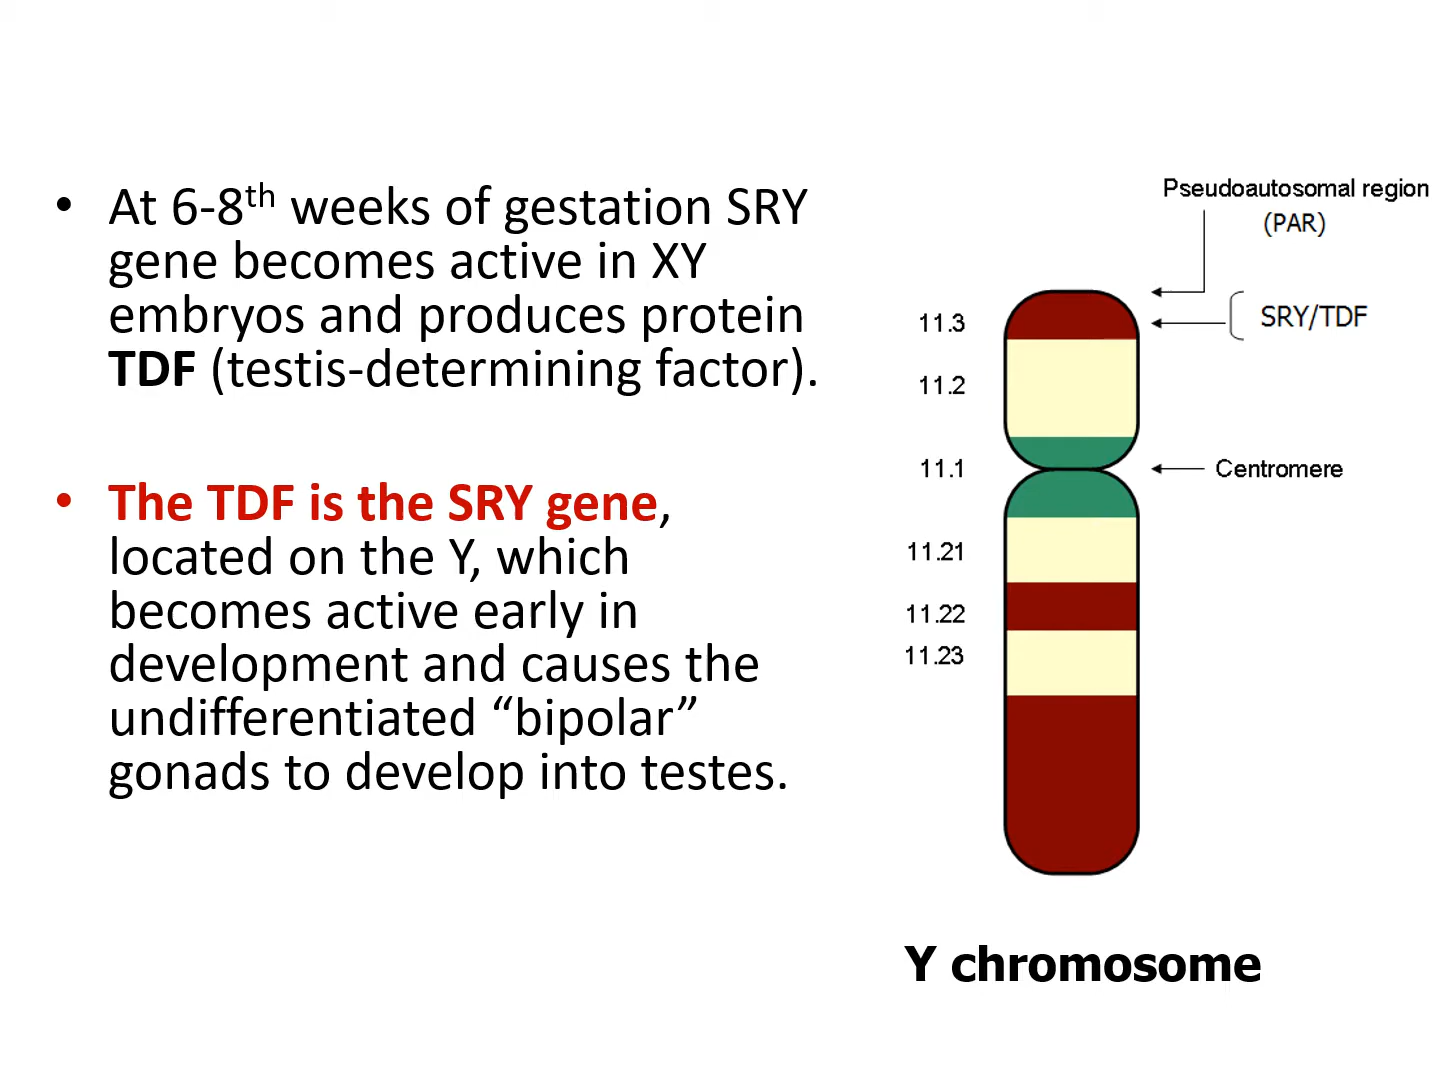 • At 6-8th weeks of gestation SRY
gene becomes active in XY
embryos and produces protein
TDF (testis-determining factor).
• The TDF is the SRY gene,
located on the Y, which
becomes active early in
development and causes the
undifferentiated “bipolar”
gonads to develop into testes.
Pseudoautosomal region
(PAR)
11.3
SRY/TDF
11.2
11.1
Centromere
11.21
11.22
11.23
Y chromosome